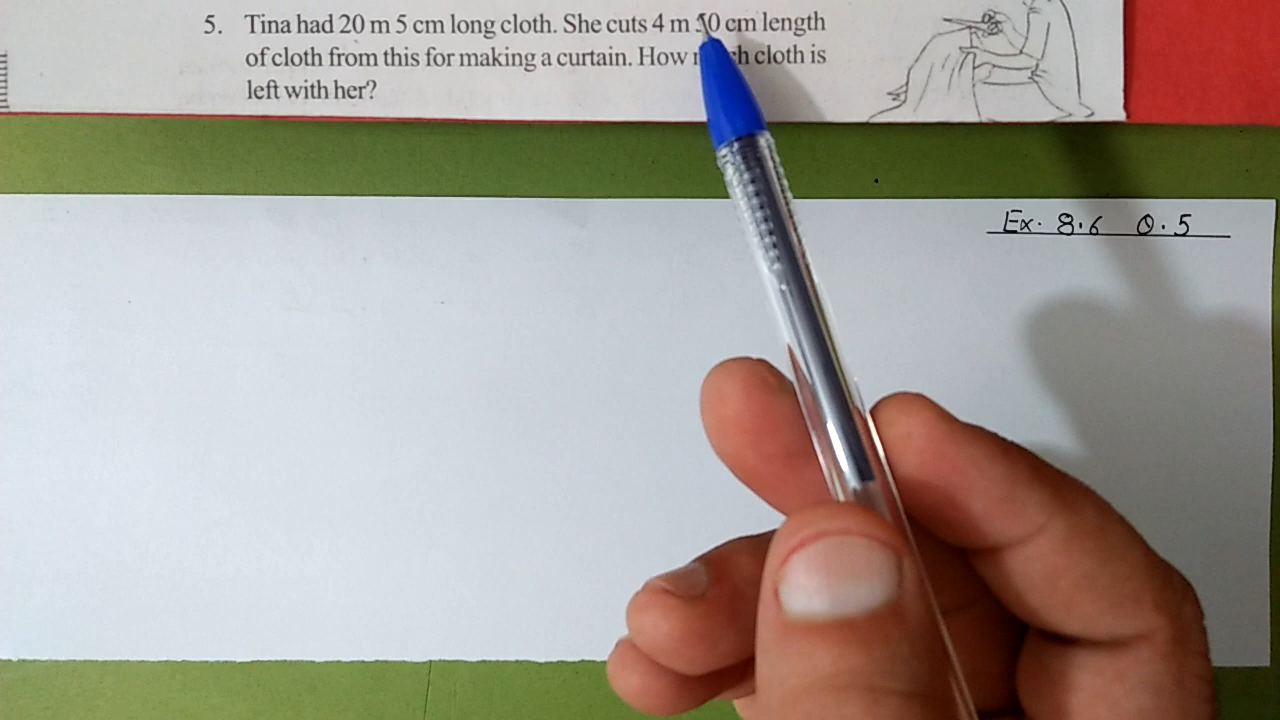 5. Tina had 20 m 5 cm long cloth. She cuts 4 m 50 cm length
of cloth from this for making a curtain. How cloth is
left with her?
Ex. 8.6 Q.5